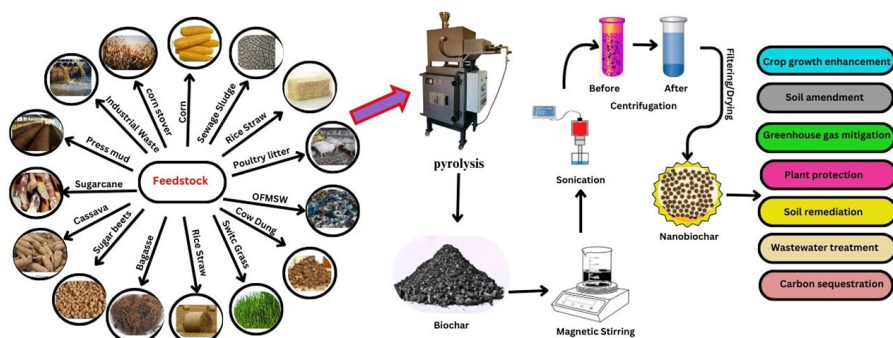 Feedstock
Industrial Waste
corn stover
Corn
Sewage Sludge
Rice Straw
Poultry litter
OFMSW
Cow Dung
Switc Grass
Rice Straw
Bagasse
Sugar beets
Cassava
Sugarcane
Press mud
pyrolysis
Biochar
Magnetic Stirring
Sonication
Before
After
Centrifugation
Filtering/Drying
Nanobiochar
Crop growth enhancement
Soil amendment
Greenhouse gas mitigation
Plant protection
Soil remediation
Wastewater treatment
Carbon sequestration